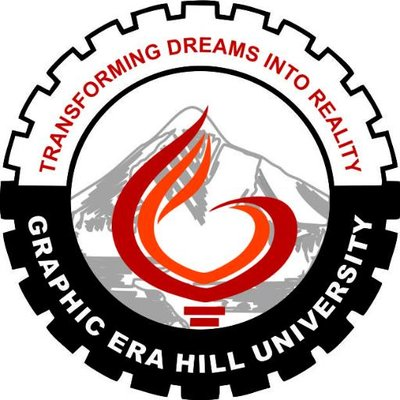 TRANSFORMING DREAMS INTO REALITY
GRAPHIC ERA HILL UNIVERSITY